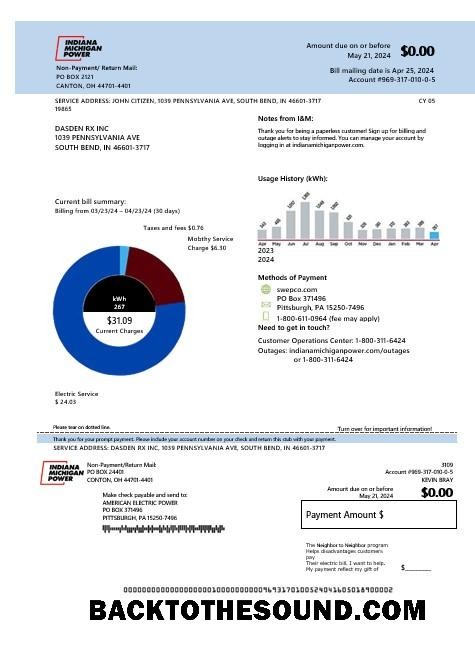 INDIANA
MICHIGAN
POWER
Non-Payment/ Return Mail:
PO BOX 2121
CANTON, OH 44701-4401
Amount due on or before
May 21, 2024
$0.00
Bill mailing date is Apr 25, 2024
Account #969-317-010-0-5
SERVICE ADDRESS: JOHN CITIZEN, 1039 PENNSYLVANIA AVE, SOUTH BEND, IN 46601-3717
CY 05
19865
DASDEN RX INC
1039 PENNSYLVANIA AVE
SOUTH BEND, IN 46601-3717
Notes from I&M:
Thank you for being a paperless customer! Sign up for billing and
outage alerts to stay informed. You can manage your account by
logging in at indianamichiganpower.com.
Usage History (kWh):
Apr May Jun Jul Aug Sep Oct Nov Dec Jan Feb Mar Apr
2023
2024
Current bill summary:
Billing from 03/23/24 – 04/23/24 (30 days)
Taxes and fees $0.76
Mobthy Service
Charge $6.30
kWh
267
$31.09
Current Charges
Electric Service
$ 24.03
Methods of Payment
swepco.com
PO Box 371496
Pittsburgh, PA 15250-7496
1-800-611-0964 (fee may apply)
Need to get in touch?
Customer Operations Center: 1-800-311-6424
Outages: indianamichiganpower.com/outages
or 1-800-311-6424
Please tear on dotted line.
Turn over for important information!
Thank you for your prompt payment. Please include your account number on your check and return this stub with your payment.
SERVICE ADDRESS: DASDEN RX INC, 1039 PENNSYLVANIA AVE, SOUTH BEND, IN 46601-3717
INDIANA
MICHIGAN
POWER
Non-Payment/Return Mail:
PO BOX 24401
CANTON, OH 44701-4401
3109
Account #969-317-010-0-5
KEVIN BRAY
Amount due on or before
May 21, 2024
$0.00
Make check payable and send to:
AMERICAN ELECTRIC POWER
PO BOX 371496
PITTSBURGH, PA 15250-7496
Payment Amount $
The Neighbor to Neighbor program
Helps disadvantages customers
pay
Their electric bill. I want to help.
My payment reflect my gift of
$
BACKTOTHESOUND.COM